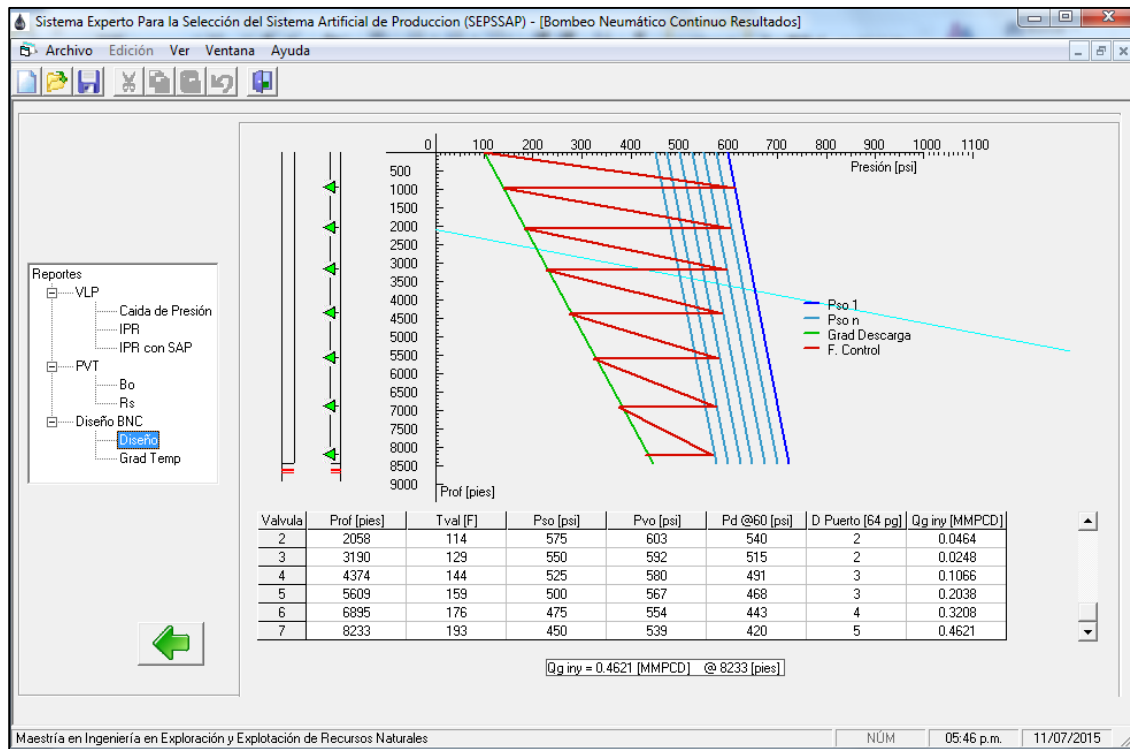 Sistema Experto Para la Selección del Sistema Artificial de Produccion (SEPSSAP) - [Bombeo Neumático Continuo Resultados]
Archivo Edición Ver Ventana Ayuda
0 100 200 300 400 500 600 700 800 900 1000 1100
Presión [psi]
500
1000
1500
2000
2500
3000
3500
4000
4500
5000
5500
6000
6500
7000
7500
8000
8500
9000
Prof [pies]
Pso 1
Pso n
Grad Descarga
F. Control
Reportes
VLP
Caida de Presión
IPR
IPR con SAP
PVT
Bo
Rs
Diseño BNC
Diseño
Grad Temp
Valvula Prof [pies] Tval [F] Pso [psi] Pvo [psi] Pd @60 [psi] D Puerto [64 pg] Qg iny [MMPCD]
2 2058 114 575 603 540 2 0.0464
3 3190 129 550 592 515 2 0.0248
4 4374 144 525 580 491 3 0.1066
5 5609 159 500 567 468 3 0.2038
6 6895 176 475 554 443 4 0.3208
7 8233 193 450 539 420 5 0.4621
Qg iny = 0.4621 [MMPCD] @ 8233 [pies]
Maestría en Ingeniería en Exploración y Explotación de Recursos Naturales NÚM 05:46 p.m. 11/07/2015